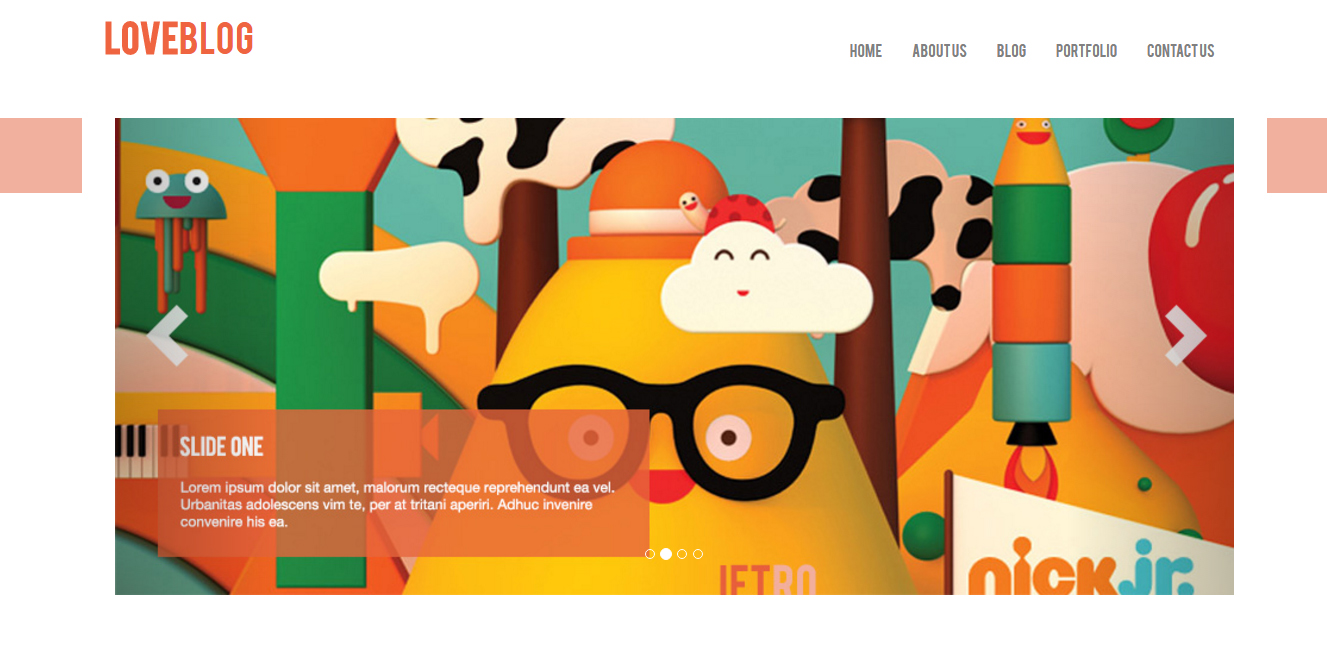 LOVEBLOG
HOME ABOUT US BLOG PORTFOLIO CONTACT US
SLIDE ONE
Lorem ipsum dolor sit amet, malorum recteque reprehendunt ea vel.
Urbanitas adolescens vim te, per at tritani aperiri. Adhuc invenire
convenire his ea.
JETRO
nick jr.